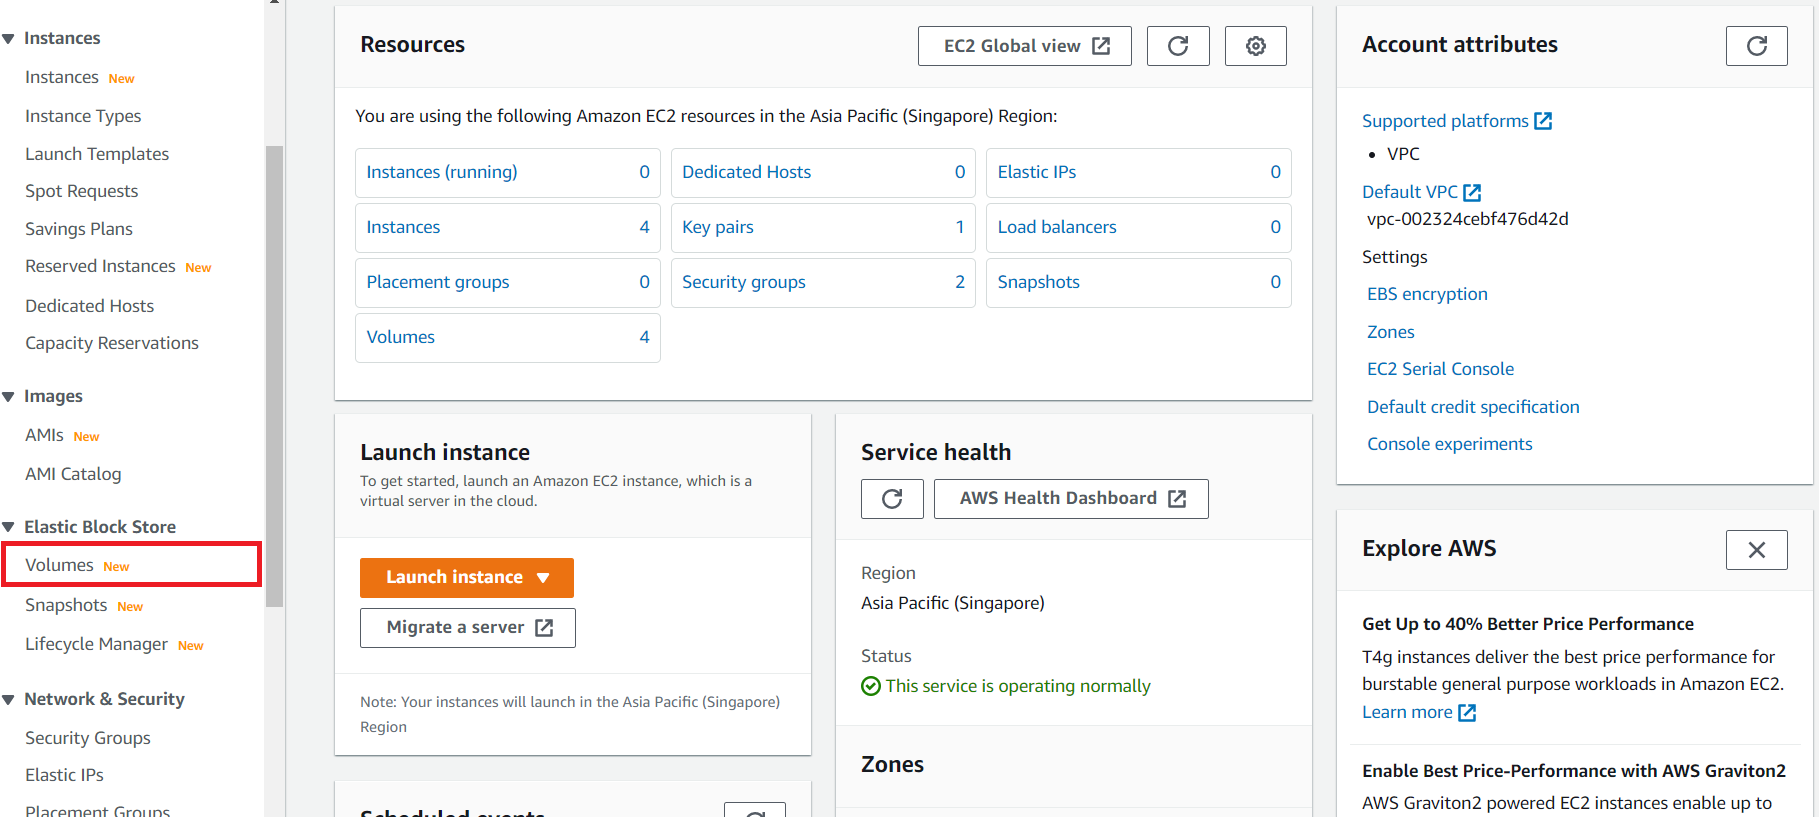 Instances
Instances New
Instance Types
Launch Templates
Spot Requests
Savings Plans
Reserved Instances New
Dedicated Hosts
Capacity Reservations
Images
AMIs New
AMI Catalog
Elastic Block Store
Volumes New
Snapshots New
Lifecycle Manager New
Network & Security
Security Groups
Elastic IPs
Placement Groups
Resources
EC2 Global view
You are using the following Amazon EC2 resources in the Asia Pacific (Singapore) Region:
Instances (running) 0
Dedicated Hosts 0
Elastic IPs 0
Instances 4
Key pairs 1
Load balancers 0
Placement groups 0
Security groups 2
Snapshots 0
Volumes 4
Launch instance
To get started, launch an Amazon EC2 instance, which is a
virtual server in the cloud.
Launch instance
Migrate a server
Note: Your instances will launch in the Asia Pacific (Singapore)
Region
Scheduled events
Service health
AWS Health Dashboard
Region
Asia Pacific (Singapore)
Status
This service is operating normally
Zones
Account attributes
Supported platforms
• VPC
Default VPC
vpc-002324cebf476d42d
Settings
EBS encryption
Zones
EC2 Serial Console
Default credit specification
Console experiments
Explore AWS
Get Up to 40% Better Price Performance
T4g instances deliver the best price performance for
burstable general purpose workloads in Amazon EC2.
Learn more
Enable Best Price-Performance with AWS Graviton2
AWS Graviton2 powered EC2 instances enable up to